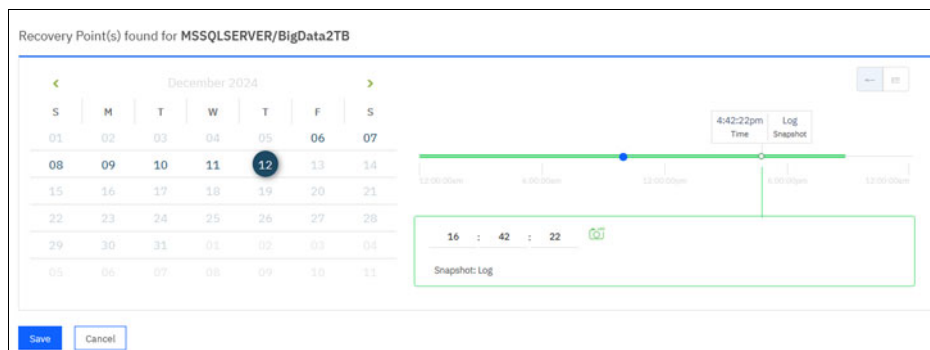 Recovery Point(s) found for MSSQLSERVER/BigData2TB
December 2024
S M T W T F S
01 02 03 04 05 06 07
08 09 10 11 12 13 14
15 16 17 18 19 20 21
22 23 24 25 26 27 28
29 30 31 01 02 03 04
05 06 07 08 09 10 11
4:42:22pm Log
Time Snapshot
12:00:00am 6:00:00am 12:00:00pm 6:00:00pm 12:00:00am
16 : 42 : 22
Snapshot: Log
Save Cancel